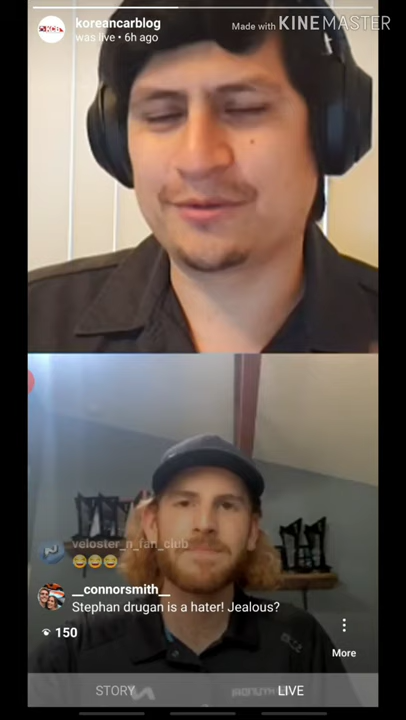 koreancarblog
was live • 6h ago
Made with KINEMASTER
KCB
veloster_n_fan_club
😂😂😂
__connorsmith__
Stephan drugan is a hater! Jealous?
150
More
STORY
LIVE